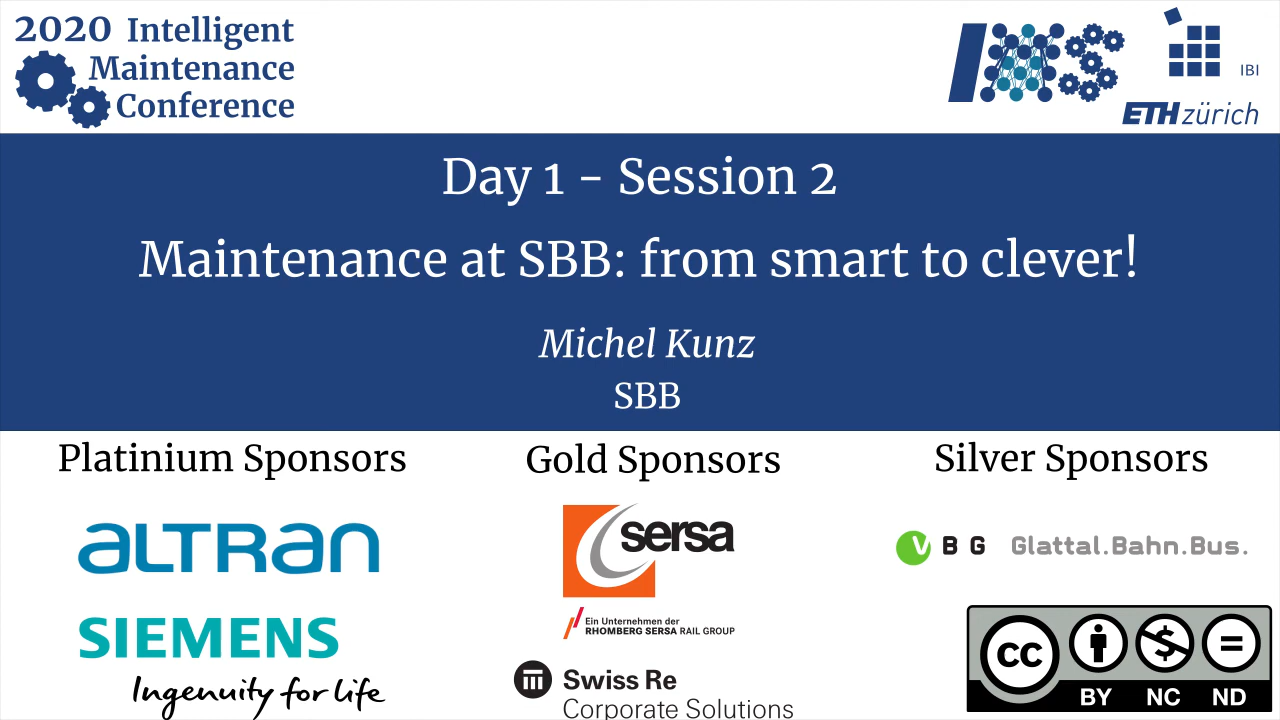 2020 Intelligent
Maintenance
Conference
IMS
IBI
ETH zürich
Day 1 - Session 2
Maintenance at SBB: from smart to clever!
Michel Kunz
SBB
Platinium Sponsors
Gold Sponsors
Silver Sponsors
ALTRan
SIEMENS
Ingenuity for life
sersa
Ein Unternehmen der
RHOMBERG SERSA RAIL GROUP
Swiss Re
Corporate Solutions
V B G Glattal.Bahn.Bus.
cc
BY NC ND